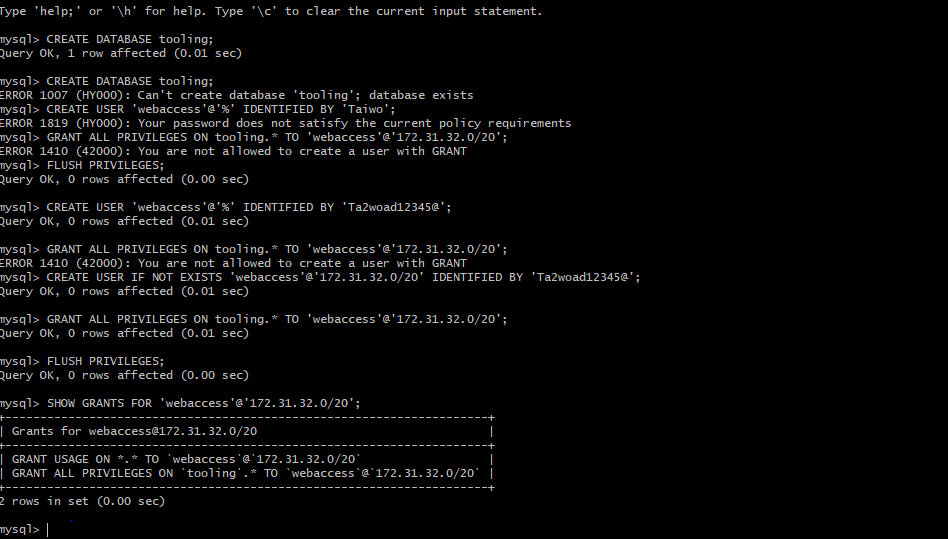 Type 'help;' or '\h' for help. Type '\c' to clear the current input statement.
mysql> CREATE DATABASE tooling;
Query OK, 1 row affected (0.01 sec)
mysql> CREATE DATABASE tooling;
ERROR 1007 (HY000): Can't create database 'tooling'; database exists
mysql> CREATE USER 'webaccess'@'%' IDENTIFIED BY 'Taiwo';
ERROR 1819 (HY000): Your password does not satisfy the current policy requirements
mysql> GRANT ALL PRIVILEGES ON tooling.* TO 'webaccess'@'172.31.32.0/20';
ERROR 1410 (42000): You are not allowed to create a user with GRANT
mysql> FLUSH PRIVILEGES;
Query OK, 0 rows affected (0.00 sec)
mysql> CREATE USER 'webaccess'@'%' IDENTIFIED BY 'Ta2woad12345@';
Query OK, 0 rows affected (0.01 sec)
mysql> GRANT ALL PRIVILEGES ON tooling.* TO 'webaccess'@'172.31.32.0/20';
ERROR 1410 (42000): You are not allowed to create a user with GRANT
mysql> CREATE USER IF NOT EXISTS 'webaccess'@'172.31.32.0/20' IDENTIFIED BY 'Ta2woad12345@';
Query OK, 0 rows affected (0.01 sec)
mysql> GRANT ALL PRIVILEGES ON tooling.* TO 'webaccess'@'172.31.32.0/20';
Query OK, 0 rows affected (0.01 sec)
mysql> FLUSH PRIVILEGES;
Query OK, 0 rows affected (0.00 sec)
mysql> SHOW GRANTS FOR 'webaccess'@'172.31.32.0/20';
+------------------------------------------------------------------+
| Grants for webaccess@172.31.32.0/20                              |
+------------------------------------------------------------------+
| GRANT USAGE ON *.* TO `webaccess`@`172.31.32.0/20`               |
| GRANT ALL PRIVILEGES ON `tooling`.* TO `webaccess`@`172.31.32.0/20` |
+------------------------------------------------------------------+
2 rows in set (0.00 sec)
mysql>